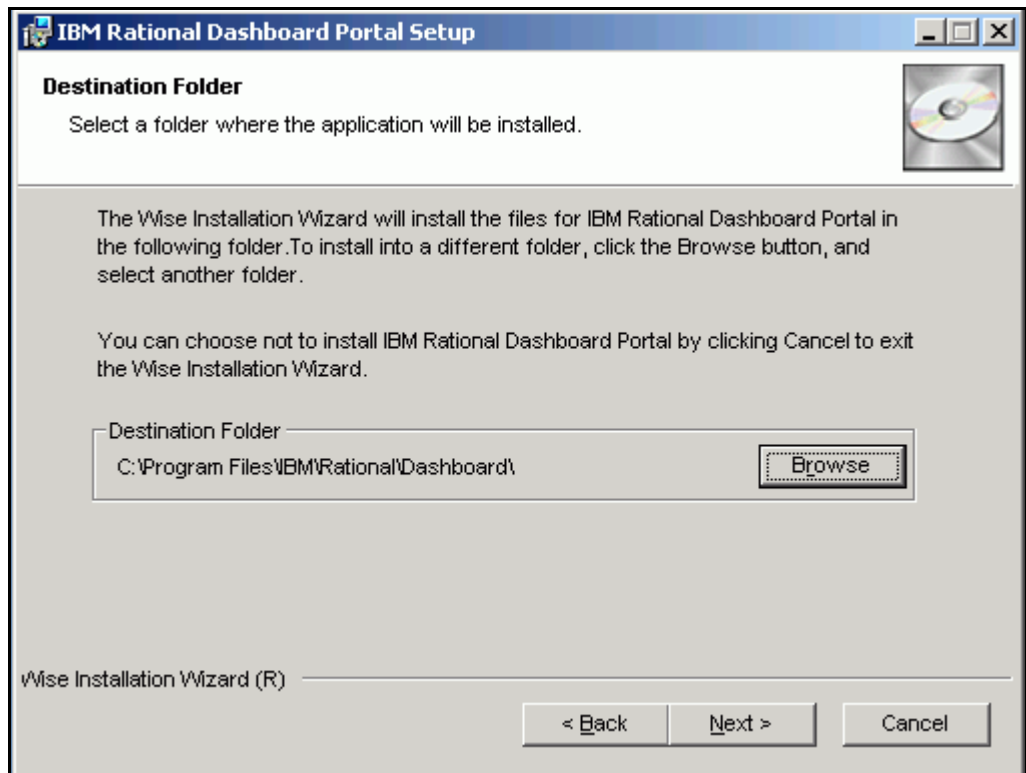 IBM Rational Dashboard Portal Setup
Destination Folder
Select a folder where the application will be installed.
The Wise Installation Wizard will install the files for IBM Rational Dashboard Portal in
the following folder.To install into a different folder, click the Browse button, and
select another folder.
You can choose not to install IBM Rational Dashboard Portal by clicking Cancel to exit
the Wise Installation Wizard.
Destination Folder
C:\Program Files\IBM\Rational\Dashboard\
Browse
Wise Installation Wizard (R)
< Back
Next >
Cancel